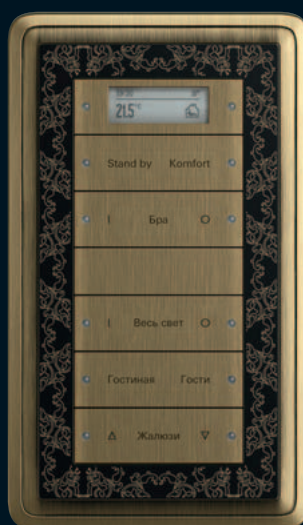 21.5°C
Stand by Komfort
I Бра O
I Весь свет O
Гостиная Гости
Δ Жалюзи ∇